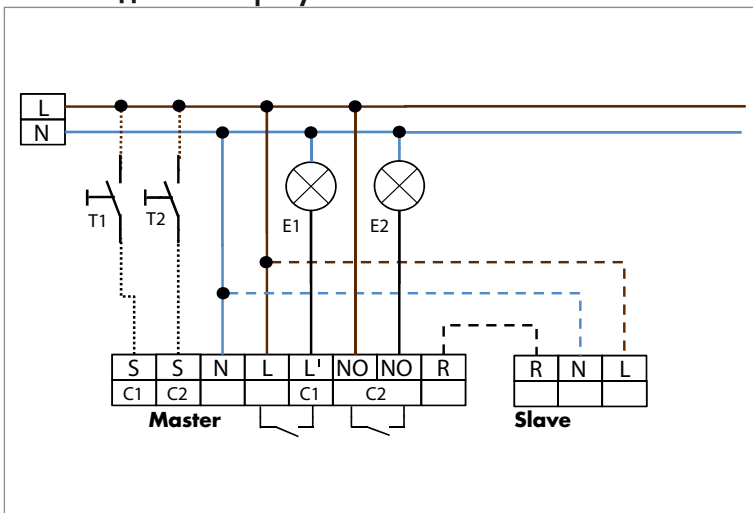 L
N
T1
T2
E1
E2
S S N L L' NO NO R
C1 C2 C1 C2
Master
R N L
Slave